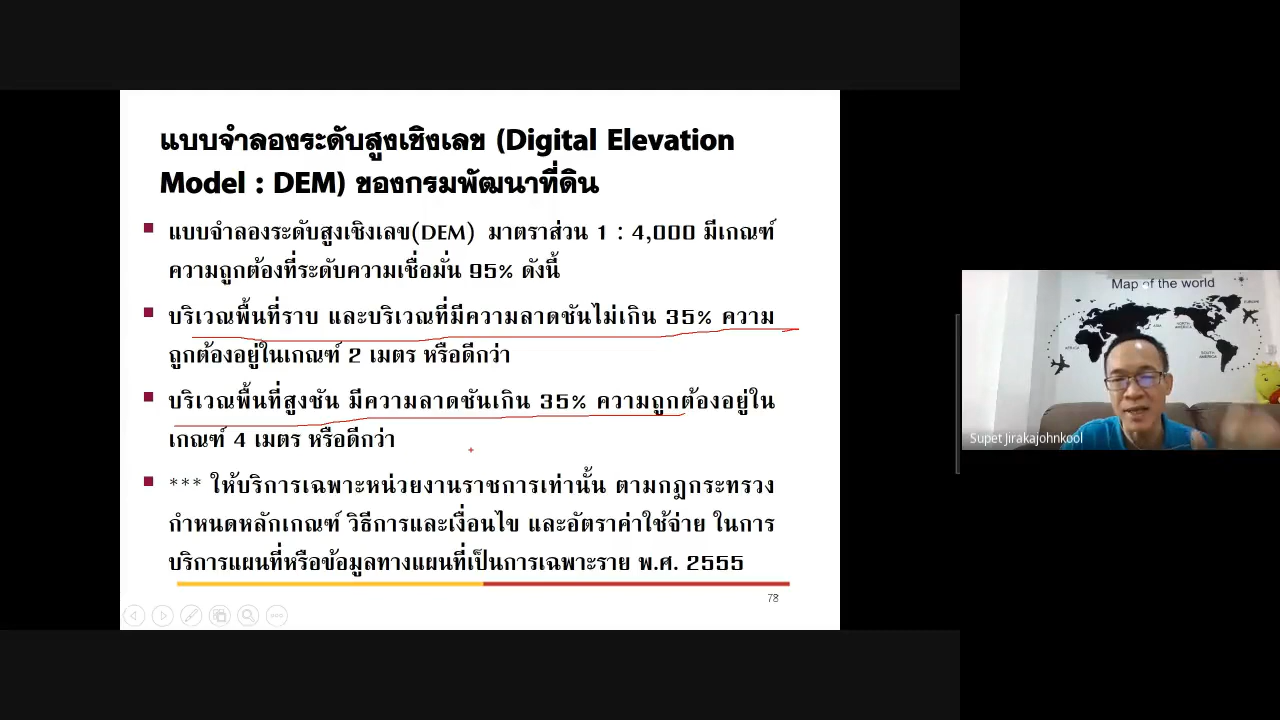 แบบจำลองระดับสูงเชิงเลข (Digital Elevation
Model : DEM) ของกรมพัฒนาที่ดิน
แบบจำลองระดับสูงเชิงเลข(DEM) มาตราส่วน 1 : 4,000 มีเกณฑ์
ความถูกต้องที่ระดับความเชื่อมั่น 95% ดังนี้
บริเวณพื้นที่ราบ และบริเวณที่มีความลาดชันไม่เกิน 35% ความ
ถูกต้องอยู่ในเกณฑ์ 2 เมตร หรือดีกว่า
บริเวณพื้นที่สูงชัน มีความลาดชันเกิน 35% ความถูกต้องอยู่ใน
เกณฑ์ 4 เมตร หรือดีกว่า
*** ให้บริการเฉพาะหน่วยงานราชการเท่านั้น ตามกฎกระทรวง
กำหนดหลักเกณฑ์ วิธีการและเงื่อนไข และอัตราค่าใช้จ่าย ในการ
บริการแผนที่หรือข้อมูลทางแผนที่เป็นการเฉพาะราย พ.ศ. 2555
78
Map of the world
EUROPE
ASIA
NORTH AMERICA
AFRICA
SOUTH AMERICA
Supet Jirakajohnkool